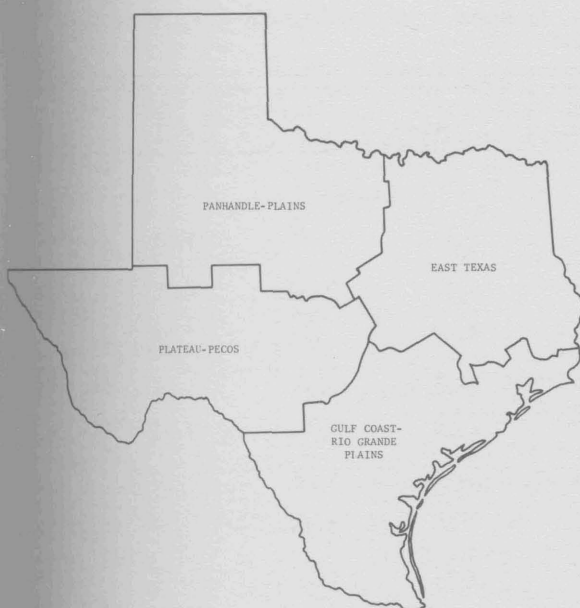 PANHANDLE-PLAINS
EAST TEXAS
PLATEAU-PECOS
GULF COAST-
RIO GRANDE
PLAINS